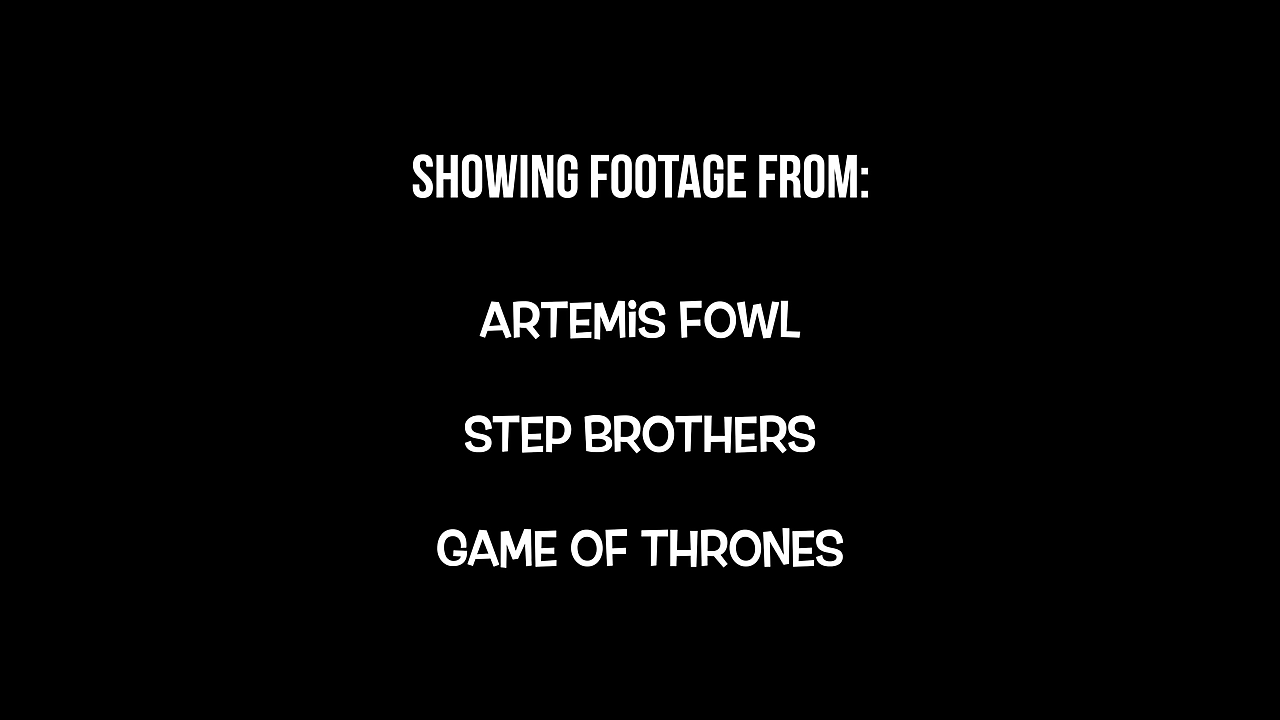 SHOWING FOOTAGE FROM:
ARTEMiS FOWL
STEP BROTHERS
GAME OF THRONES